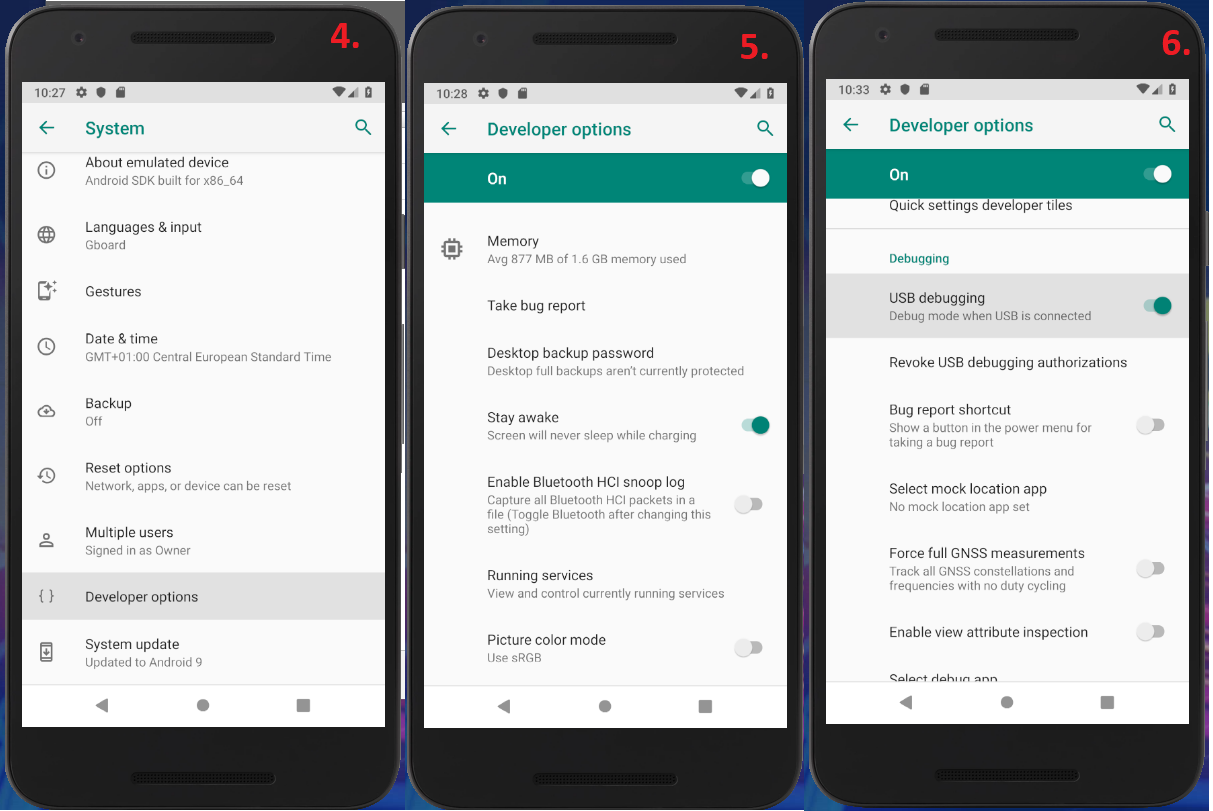 4.
10:27
System
About emulated device
Android SDK built for x86_64
Languages & input
Gboard
Gestures
Date & time
GMT+01:00 Central European Standard Time
Backup
Off
Reset options
Network, apps, or device can be reset
Multiple users
Signed in as Owner
{ }
Developer options
System update
Updated to Android 9
5.
10:28
Developer options
On
Memory
Avg 877 MB of 1.6 GB memory used
Take bug report
Desktop backup password
Desktop full backups aren't currently protected
Stay awake
Screen will never sleep while charging
Enable Bluetooth HCI snoop log
Capture all Bluetooth HCI packets in a
file (Toggle Bluetooth after changing this
setting)
Running services
View and control currently running services
Picture color mode
Use sRGB
6.
10:33
Developer options
On
Quick settings developer tiles
Debugging
USB debugging
Debug mode when USB is connected
Revoke USB debugging authorizations
Bug report shortcut
Show a button in the power menu for
taking a bug report
Select mock location app
No mock location app set
Force full GNSS measurements
Track all GNSS constellations and
frequencies with no duty cycling
Enable view attribute inspection
Select debug app